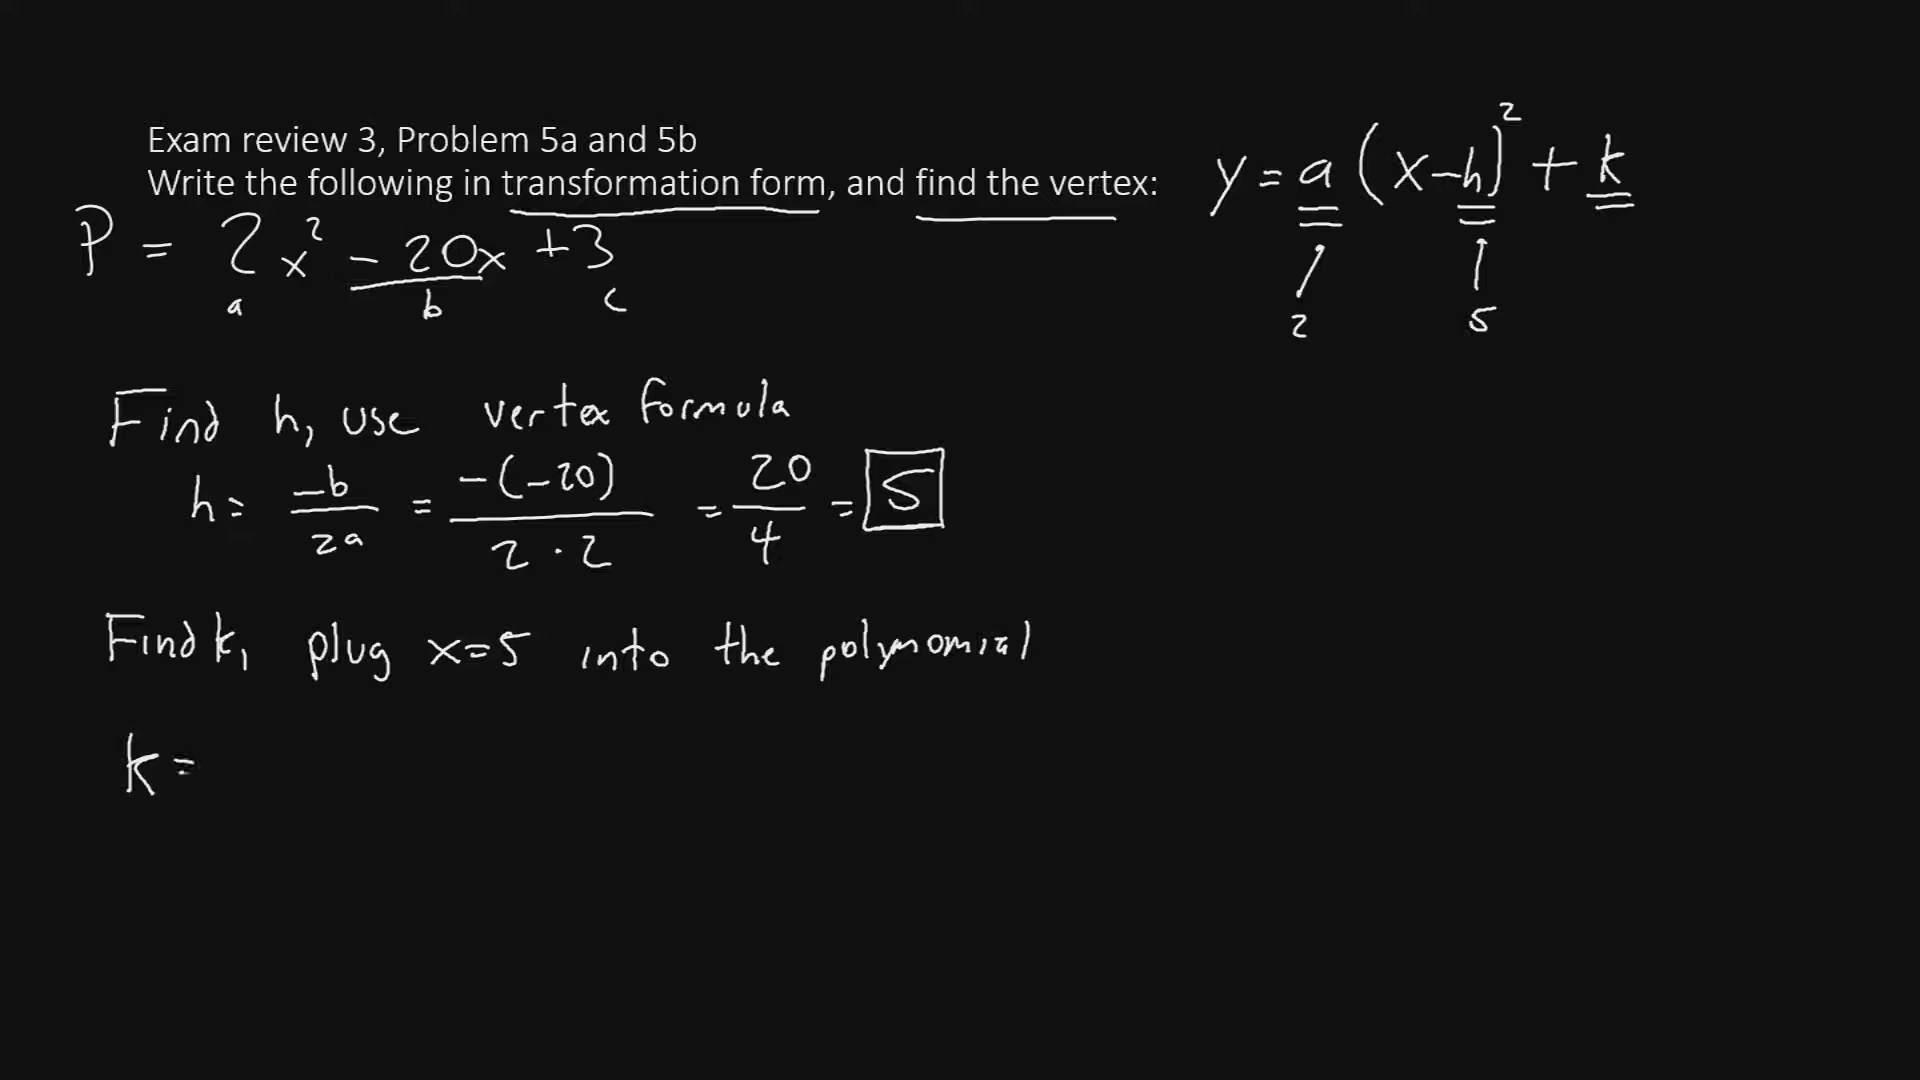 Exam review 3, Problem 5a and 5b
Write the following in transformation form, and find the vertex:
y = a (x-h)² + k
2 5
P = 2x² - 20x + 3
a b c
Find h, use vertex formula
h = -b/2a = -(-20)/2 · 2 = 20/4 = 5
Find k, plug x=5 into the polynomial
k =